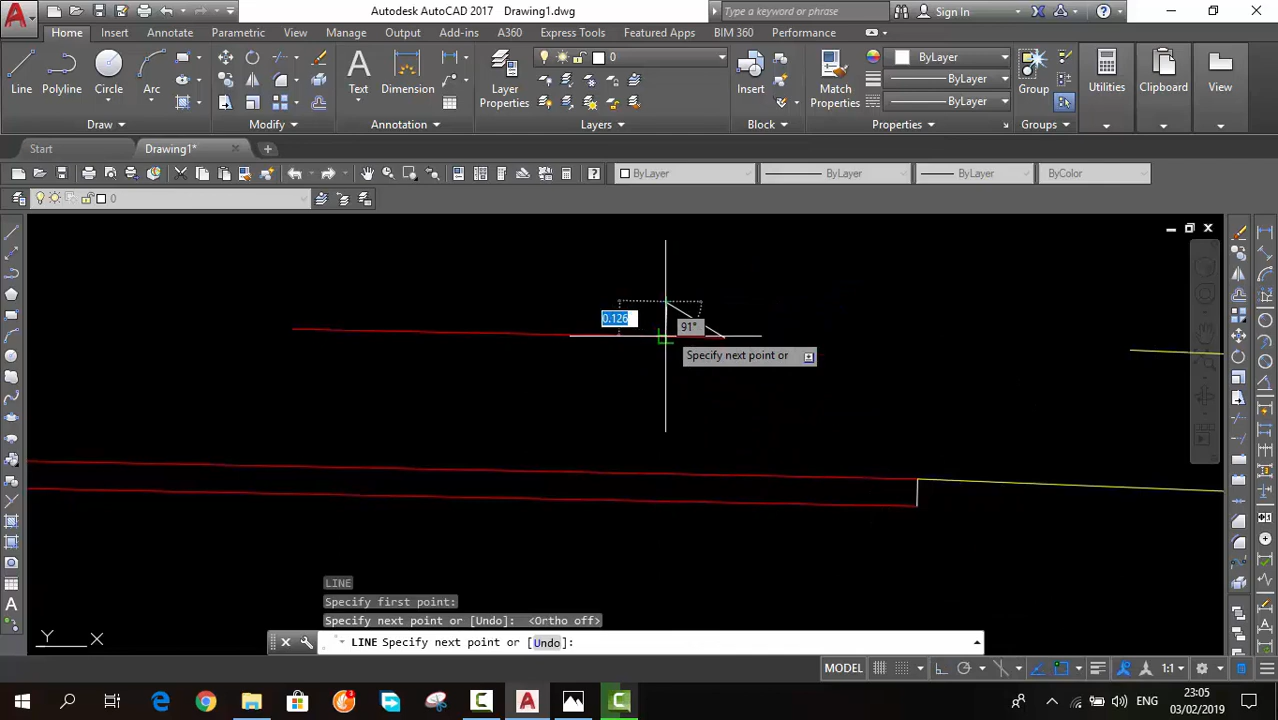 Autodesk AutoCAD 2017 Drawing1.dwg
Type a keyword or phrase
Sign In
Home Insert Annotate Parametric View Manage Output Add-ins A360 Express Tools Featured Apps BIM 360 Performance
Line Polyline Circle Arc
Text Dimension
Layer Properties
0
Insert
Match Properties
ByLayer
ByLayer
ByLayer
Group
Utilities
Clipboard
View
Draw Modify Annotation Layers Block Properties Groups
Start Drawing1*
ByLayer ByLayer ByLayer ByColor
0
0.126
91°
Specify next point or
LINE
Specify first point:
Specify next point or [Undo]: <Ortho off>
LINE Specify next point or [Undo]:
Y X
MODEL 1:1
ENG
23:05
03/02/2019